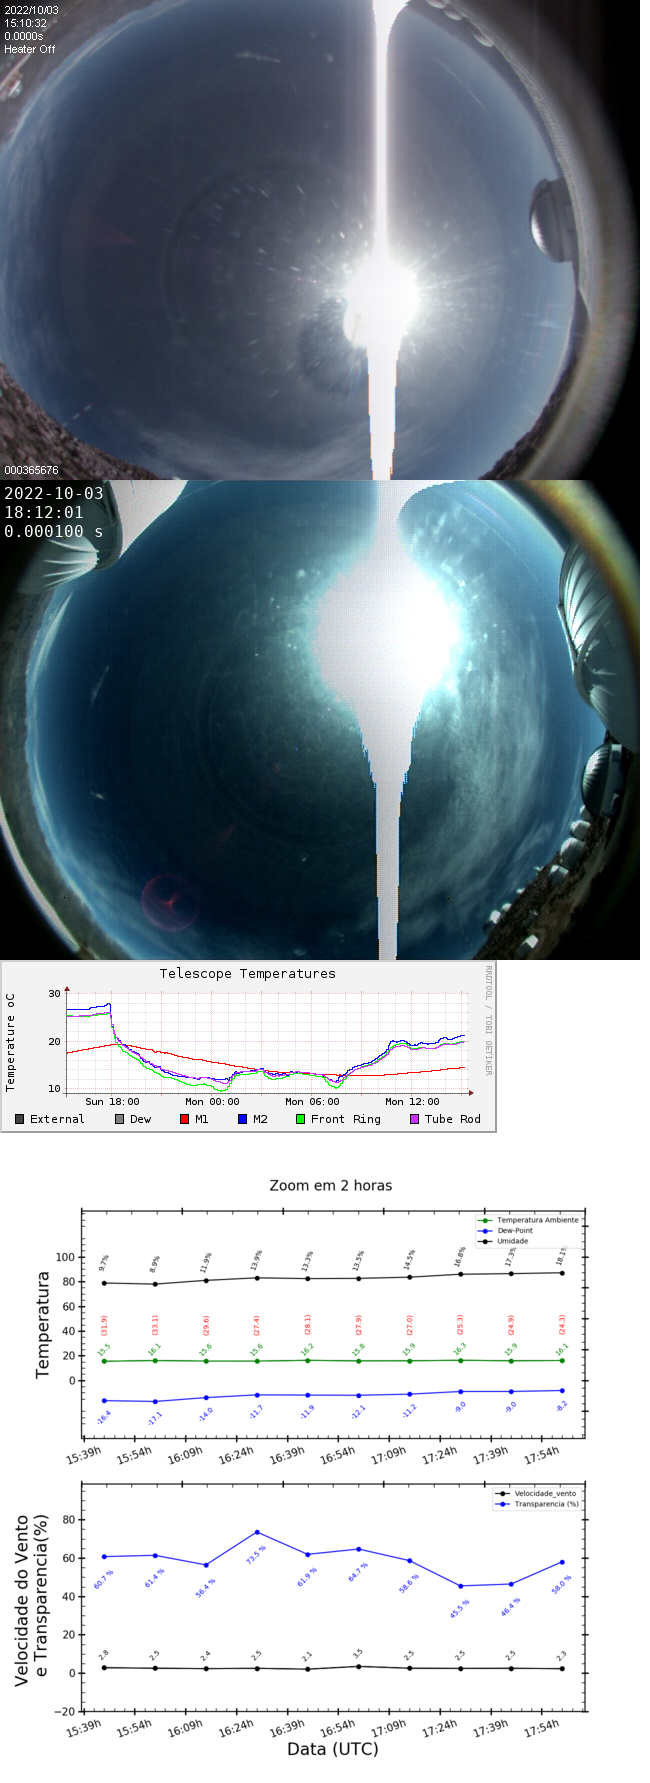 2022/10/03
15:10:32
0.0000s
Heater Off
000365676
2022-10-03
18:12:01
0.000100 s
Telescope Temperatures
RRDTOOL / TOBI OETIKER
Temperature oC
30
20
10
Sun 18:00 Mon 00:00 Mon 06:00 Mon 12:00
External Dew M1 M2 Front Ring Tube Rod
Zoom em 2 horas
Temperatura Ambiente
Dew-Point
Umidade
Temperatura
100
80
60
40
20
0
9.7% 8.9% 11.9% 13.9% 13.3% 13.5% 14.5% 16.8% 17.3% 18.1%
(31.9) (33.1) (29.6) (27.4) (28.1) (27.9) (27.0) (25.3) (24.9) (24.3)
15.5 16.1 15.6 15.6 16.2 15.8 15.9 16.3 15.9 16.1
-16.4 -17.1 -14.0 -11.7 -11.9 -12.1 -11.2 -9.0 -9.0 -8.2
15:39h 15:54h 16:09h 16:24h 16:39h 16:54h 17:09h 17:24h 17:39h 17:54h
Velocidade_vento
Transparencia (%)
Velocidade do Vento
e Transparencia(%)
80
60
40
20
0
−20
60.7 % 61.4 % 56.4 % 73.5 % 61.9 % 64.7 % 58.6 % 45.5 % 46.4 % 58.0 %
2.8 2.5 2.4 2.5 2.1 3.5 2.5 2.5 2.5 2.3
15:39h 15:54h 16:09h 16:24h 16:39h 16:54h 17:09h 17:24h 17:39h 17:54h
Data (UTC)